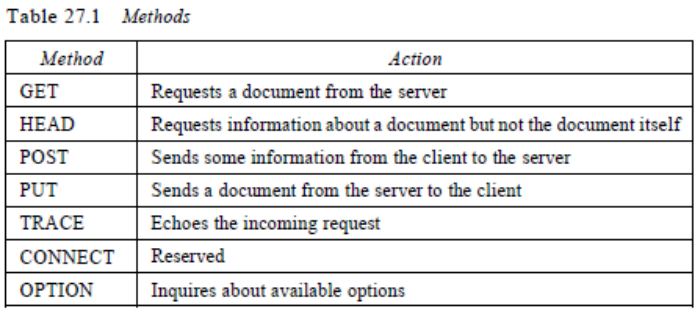 Table 27.1 Methods
Method Action
GET Requests a document from the server
HEAD Requests information about a document but not the document itself
POST Sends some information from the client to the server
PUT Sends a document from the server to the client
TRACE Echoes the incoming request
CONNECT Reserved
OPTION Inquires about available options